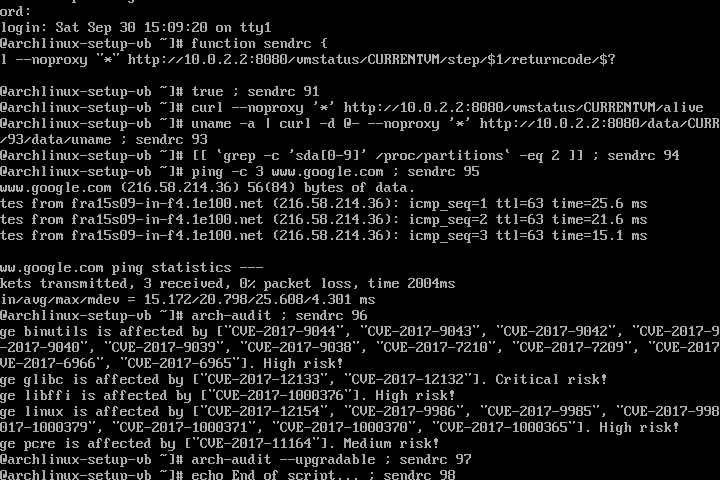 ord:
login: Sat Sep 30 15:09:20 on tty1
@archlinux-setup-vb ~]# function sendrc {
l --noproxy "*" http://10.0.2.2:8080/vmstatus/CURRENTVM/step/$1/returncode/$?
@archlinux-setup-vb ~]# true ; sendrc 91
@archlinux-setup-vb ~]# curl --noproxy '*' http://10.0.2.2:8080/vmstatus/CURRENTVM/alive
@archlinux-setup-vb ~]# uname -a | curl -d @- --noproxy '*' http://10.0.2.2:8080/data/CURR
/93/data/uname ; sendrc 93
@archlinux-setup-vb ~]# [[ `grep -c 'sda[0-9]' /proc/partitions` -eq 2 ]] ; sendrc 94
@archlinux-setup-vb ~]# ping -c 3 www.google.com ; sendrc 95
www.google.com (216.58.214.36) 56(84) bytes of data.
tes from fra15s09-in-f4.1e100.net (216.58.214.36): icmp_seq=1 ttl=63 time=25.6 ms
tes from fra15s09-in-f4.1e100.net (216.58.214.36): icmp_seq=2 ttl=63 time=21.6 ms
tes from fra15s09-in-f4.1e100.net (216.58.214.36): icmp_seq=3 ttl=63 time=15.1 ms
ww.google.com ping statistics ---
kets transmitted, 3 received, 0% packet loss, time 2004ms
in/avg/max/mdev = 15.172/20.798/25.608/4.301 ms
@archlinux-setup-vb ~]# arch-audit ; sendrc 96
ge binutils is affected by ["CVE-2017-9044", "CVE-2017-9043", "CVE-2017-9042", "CVE-2017-9
-2017-9040", "CVE-2017-9039", "CVE-2017-9038", "CVE-2017-7210", "CVE-2017-7209", "CVE-2017
VE-2017-6966", "CVE-2017-6965"]. High risk!
ge glibc is affected by ["CVE-2017-12133", "CVE-2017-12132"]. Critical risk!
ge libffi is affected by ["CVE-2017-1000376"]. High risk!
ge linux is affected by ["CVE-2017-12154", "CVE-2017-9986", "CVE-2017-9985", "CVE-2017-998
017-1000379", "CVE-2017-1000371", "CVE-2017-1000370", "CVE-2017-1000365"]. High risk!
ge pcre is affected by ["CVE-2017-11164"]. Medium risk!
@archlinux-setup-vb ~]# arch-audit --upgradable ; sendrc 97
@archlinux-setup-vb ~]# echo End of script... ; sendrc 98